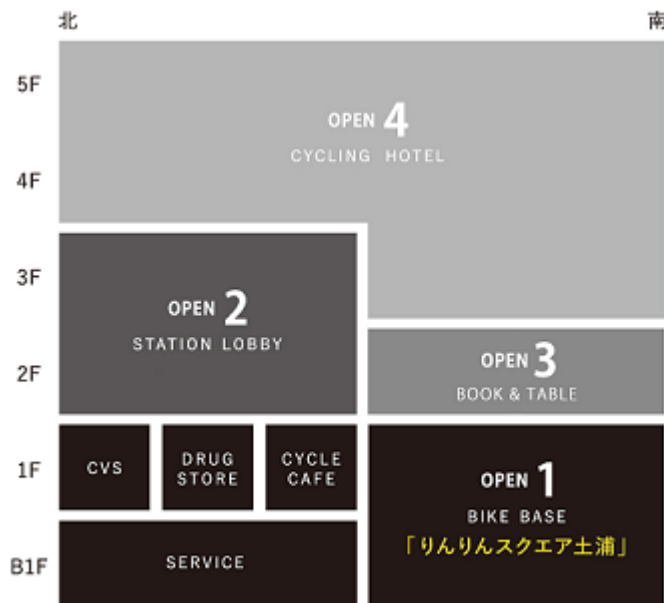 北 南
5F
OPEN 4
CYCLING HOTEL
4F
3F
OPEN 2
STATION LOBBY
2F
OPEN 3
BOOK & TABLE
1F
CVS
DRUG
STORE
CYCLE
CAFE
OPEN 1
BIKE BASE
「りんりんスクエア土浦」
B1F
SERVICE